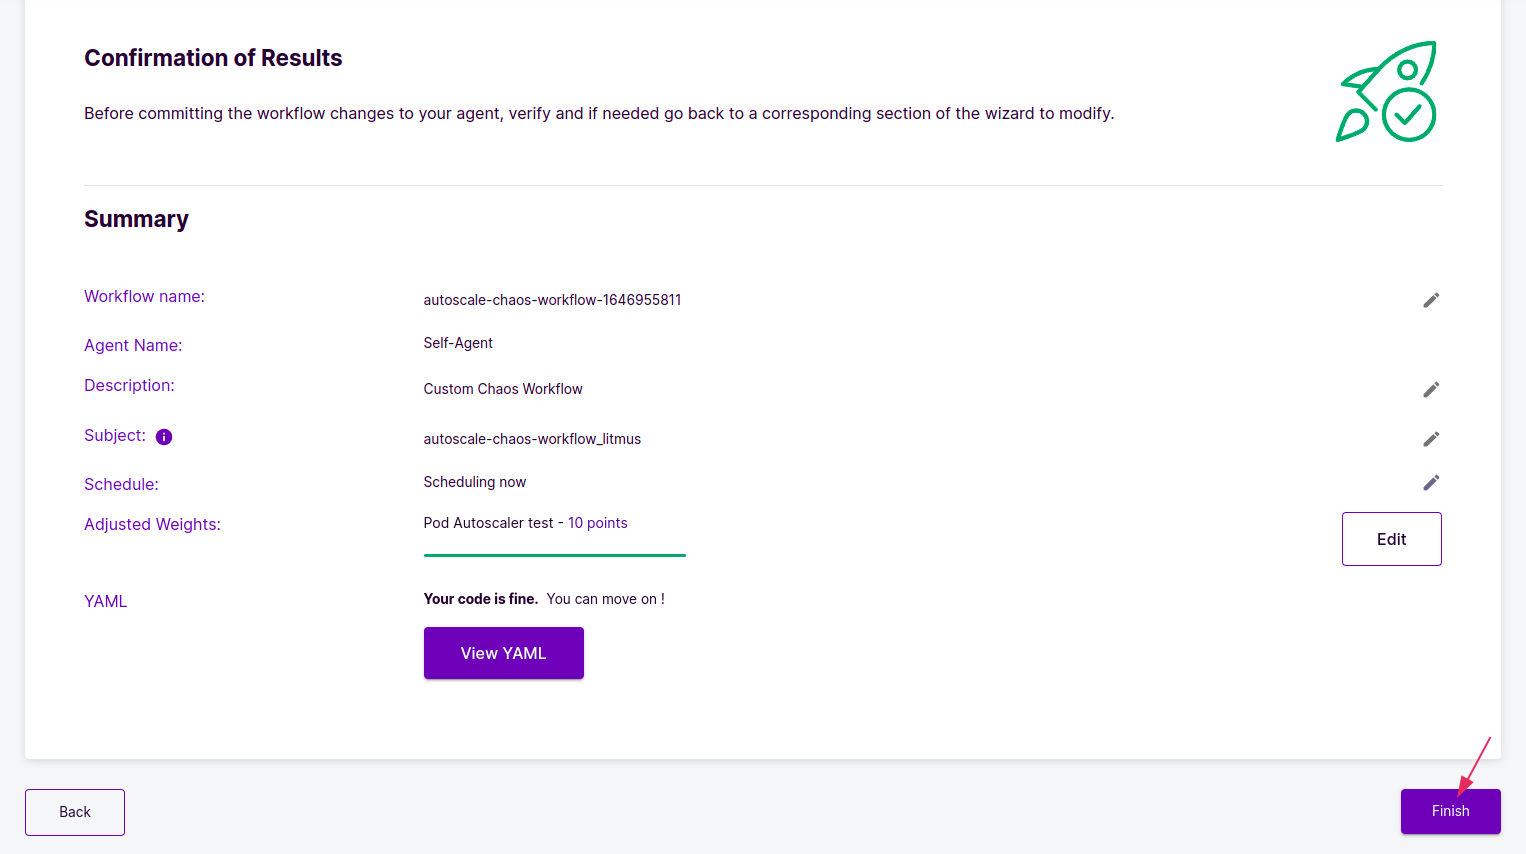 Confirmation of Results
Before committing the workflow changes to your agent, verify and if needed go back to a corresponding section of the wizard to modify.
Summary
Workflow name: autoscale-chaos-workflow-1646955811
Agent Name: Self-Agent
Description: Custom Chaos Workflow
Subject: autoscale-chaos-workflow_litmus
Schedule: Scheduling now
Adjusted Weights: Pod Autoscaler test - 10 points
Edit
YAML Your code is fine. You can move on !
View YAML
Back Finish